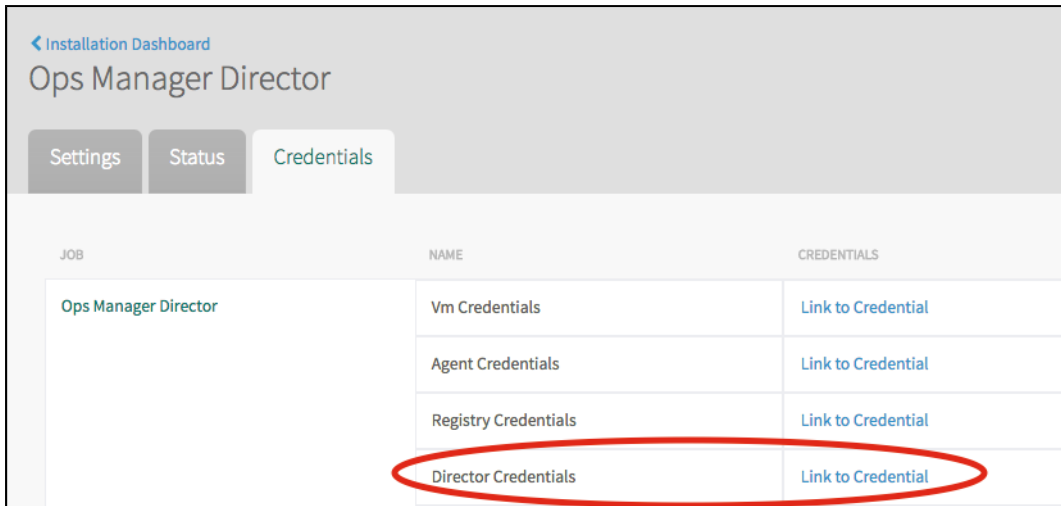 Installation Dashboard
Ops Manager Director
Settings Status Credentials
JOB NAME CREDENTIALS
Ops Manager Director Vm Credentials Link to Credential
Agent Credentials Link to Credential
Registry Credentials Link to Credential
Director Credentials Link to Credential